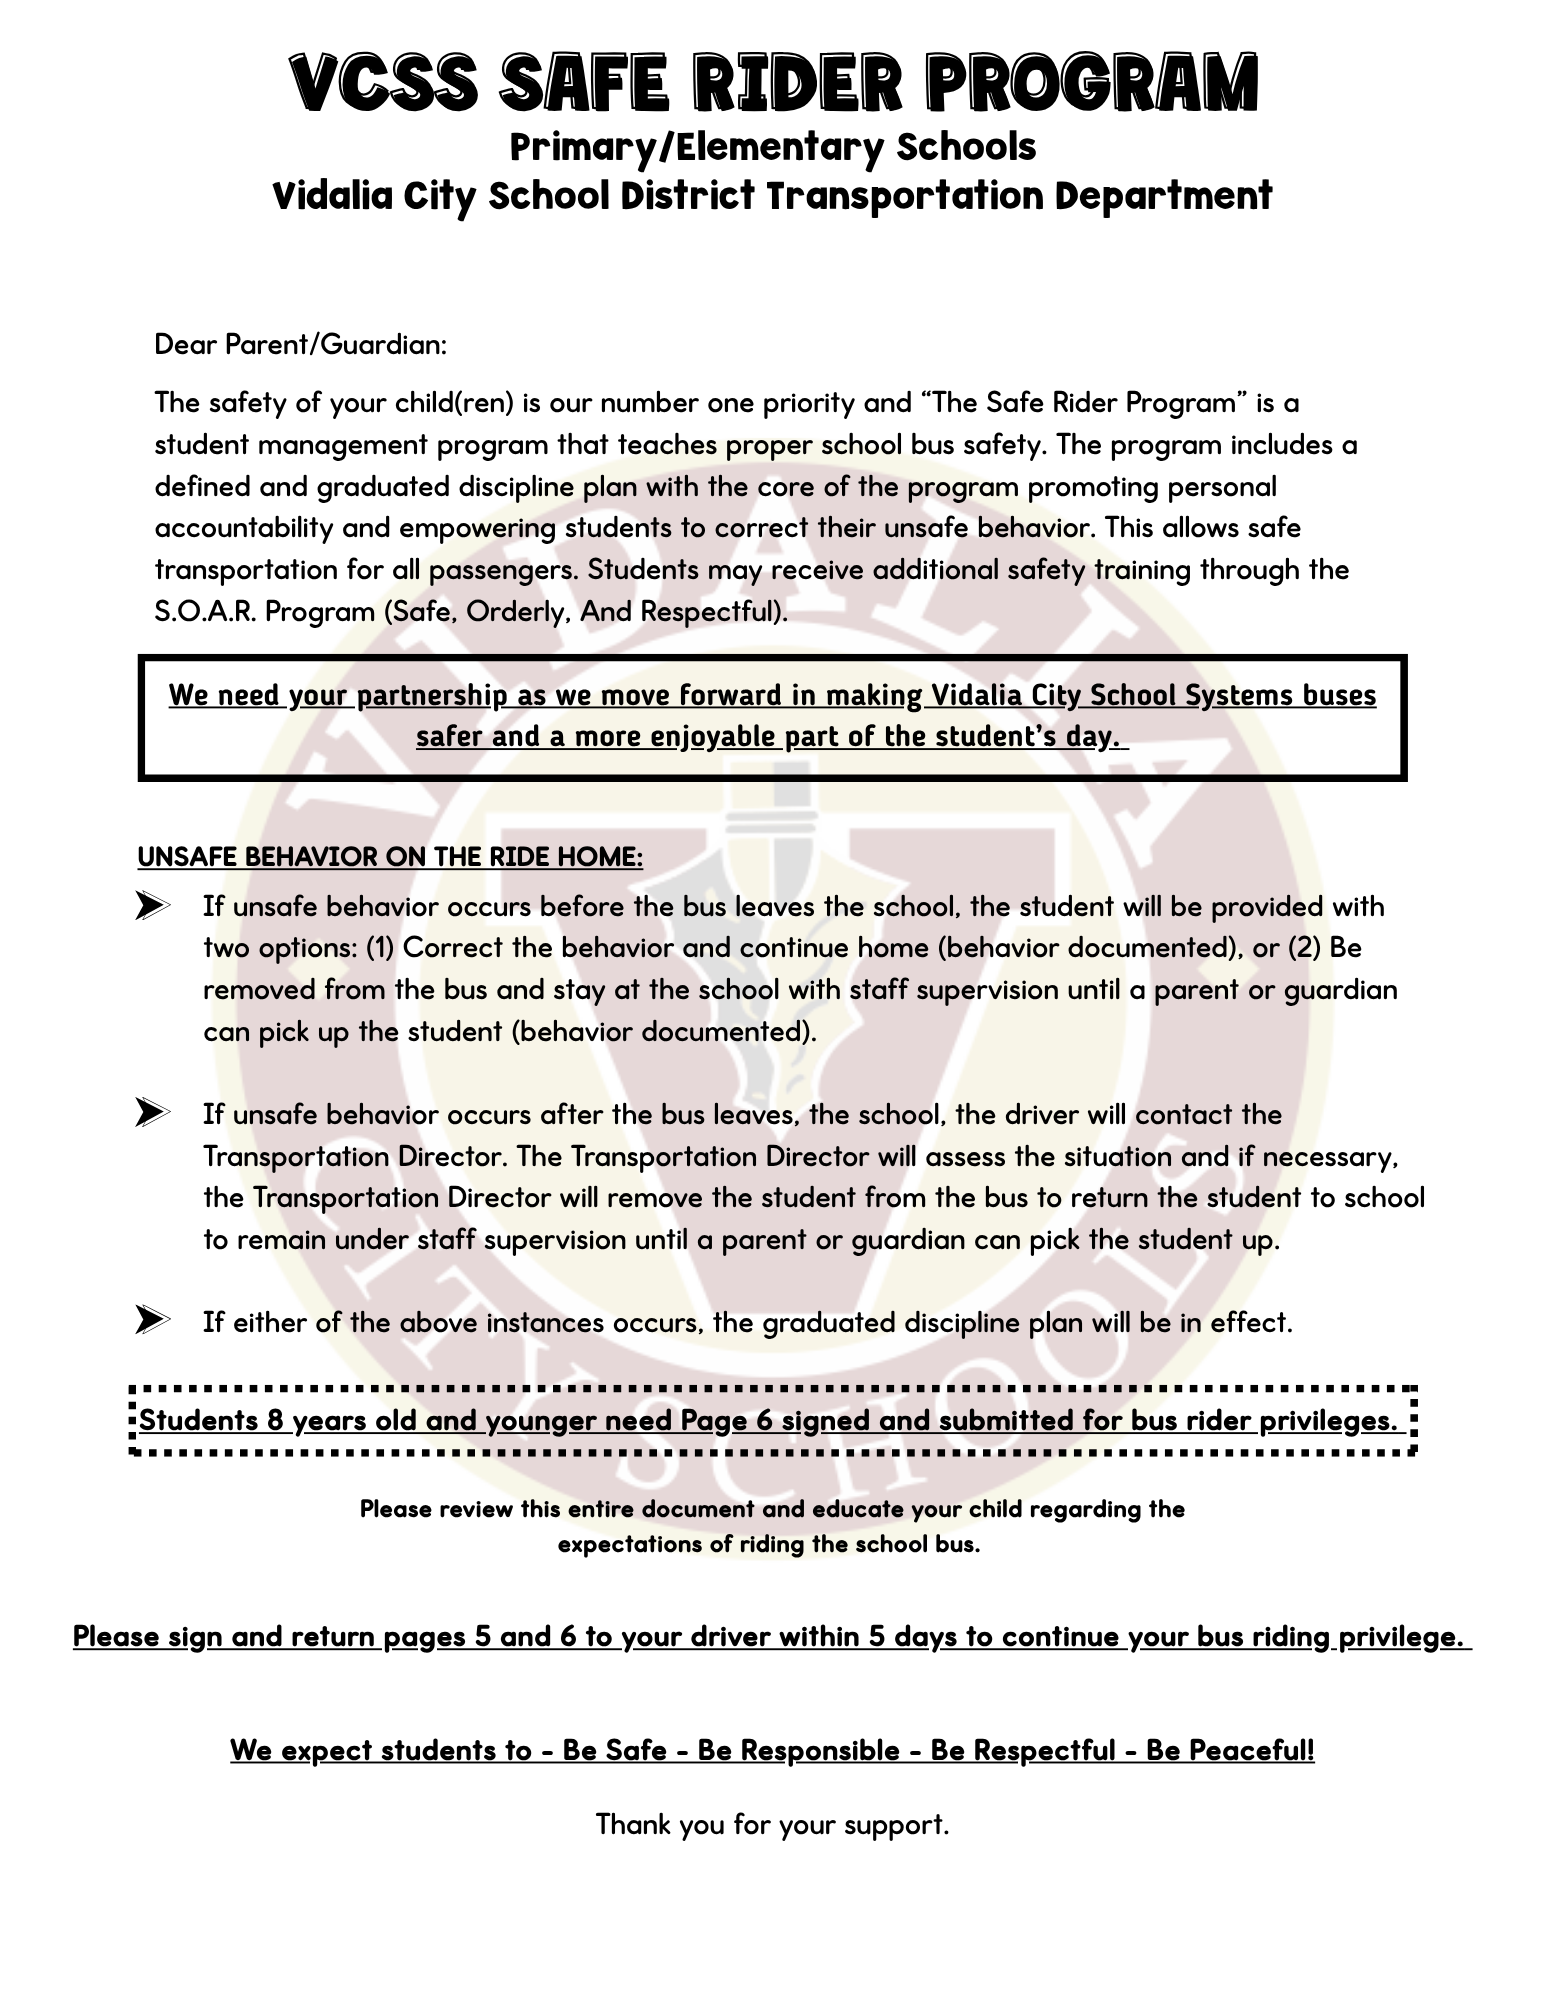 VCSS SAFE RIDER PROGRAM
Primary/Elementary Schools
Vidalia City School District Transportation Department
Dear Parent/Guardian:
The safety of your child(ren) is our number one priority and “The Safe Rider Program” is a
student management program that teaches proper school bus safety. The program includes a
defined and graduated discipline plan with the core of the program promoting personal
accountability and empowering students to correct their unsafe behavior. This allows safe
transportation for all passengers. Students may receive additional safety training through the
S.O.A.R. Program (Safe, Orderly, And Respectful).
We need your partnership as we move forward in making Vidalia City School Systems buses
safer and a more enjoyable part of the student’s day.
UNSAFE BEHAVIOR ON THE RIDE HOME:
If unsafe behavior occurs before the bus leaves the school, the student will be provided with
two options: (1) Correct the behavior and continue home (behavior documented), or (2) Be
removed from the bus and stay at the school with staff supervision until a parent or guardian
can pick up the student (behavior documented).
If unsafe behavior occurs after the bus leaves, the school, the driver will contact the
Transportation Director. The Transportation Director will assess the situation and if necessary,
the Transportation Director will remove the student from the bus to return the student to school
to remain under staff supervision until a parent or guardian can pick the student up.
If either of the above instances occurs, the graduated discipline plan will be in effect.
Students 8 years old and younger need Page 6 signed and submitted for bus rider privileges.
Please review this entire document and educate your child regarding the
expectations of riding the school bus.
Please sign and return pages 5 and 6 to your driver within 5 days to continue your bus riding privilege.
We expect students to - Be Safe - Be Responsible - Be Respectful - Be Peaceful!
Thank you for your support.
VIDALIA
CITY SCHOOLS
V